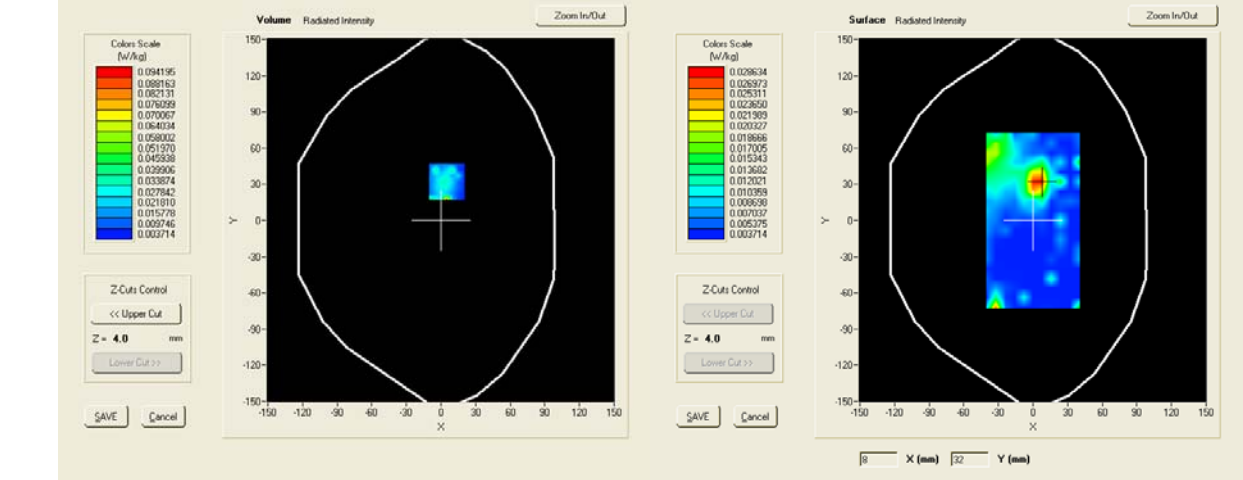 Volume Radiated Intensity
Zoom In/Out
Colors Scale
(W/kg)
0.094195
0.088163
0.082131
0.076099
0.070067
0.064034
0.058002
0.051970
0.045938
0.039906
0.033874
0.027842
0.021810
0.015778
0.009746
0.003714
Z-Cuts Control
<< Upper Cut
Z = 4.0 mm
Lower Cut >>
SAVE Cancel
150
120
90
60
30
0
-30
-60
-90
-120
-150
Y
-150 -120 -90 -60 -30 0 30 60 90 120 150
X
Surface Radiated Intensity
Zoom In/Out
Colors Scale
(W/kg)
0.028634
0.026973
0.025311
0.023650
0.021989
0.020327
0.018666
0.017005
0.015343
0.013682
0.012021
0.010359
0.008698
0.007037
0.005375
0.003714
Z-Cuts Control
<< Upper Cut
Z = 4.0 mm
Lower Cut >>
SAVE Cancel
150
120
90
60
30
0
-30
-60
-90
-120
-150
Y
-150 -120 -90 -60 -30 0 30 60 90 120 150
X
8 X (mm) 32 Y (mm)